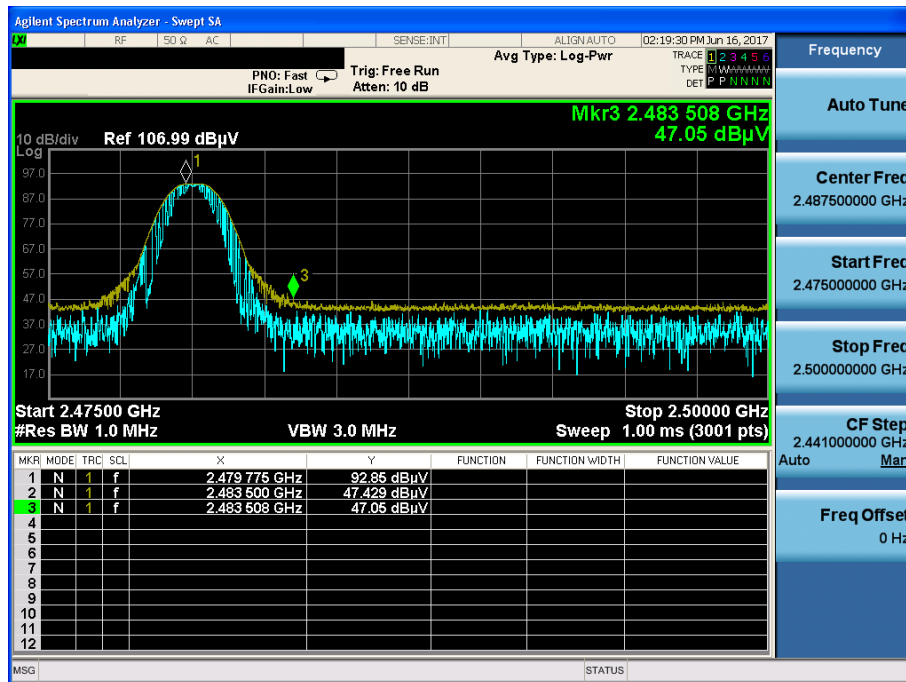 Agilent Spectrum Analyzer - Swept SA
LXI RF 50 Ω AC SENSE:INT ALIGN AUTO 02:19:30 PM Jun 16, 2017
Frequency
PNO: Fast Trig: Free Run Avg Type: Log-Pwr TRACE 1 2 3 4 5 6
IFGain:Low Atten: 10 dB TYPE M W W W W W
DET P P N N N N
Auto Tune
Mkr3 2.483 508 GHz
47.05 dBµV
10 dB/div Ref 106.99 dBµV
Log
97.0
87.0
77.0
67.0
57.0
47.0
37.0
27.0
17.0
1
3
Center Freq
2.487500000 GHz
Start Freq
2.475000000 GHz
Stop Freq
2.500000000 GHz
Start 2.47500 GHz Stop 2.50000 GHz
#Res BW 1.0 MHz VBW 3.0 MHz Sweep 1.00 ms (3001 pts)
CF Step
2.441000000 GHz
Auto Man
MKR MODE TRC SCL X Y FUNCTION FUNCTION WIDTH FUNCTION VALUE
1 N 1 f 2.479 775 GHz 92.85 dBµV
2 N 1 f 2.483 500 GHz 47.429 dBµV
3 N 1 f 2.483 508 GHz 47.05 dBµV
4
5
6
7
8
9
10
11
12
Freq Offset
0 Hz
MSG STATUS